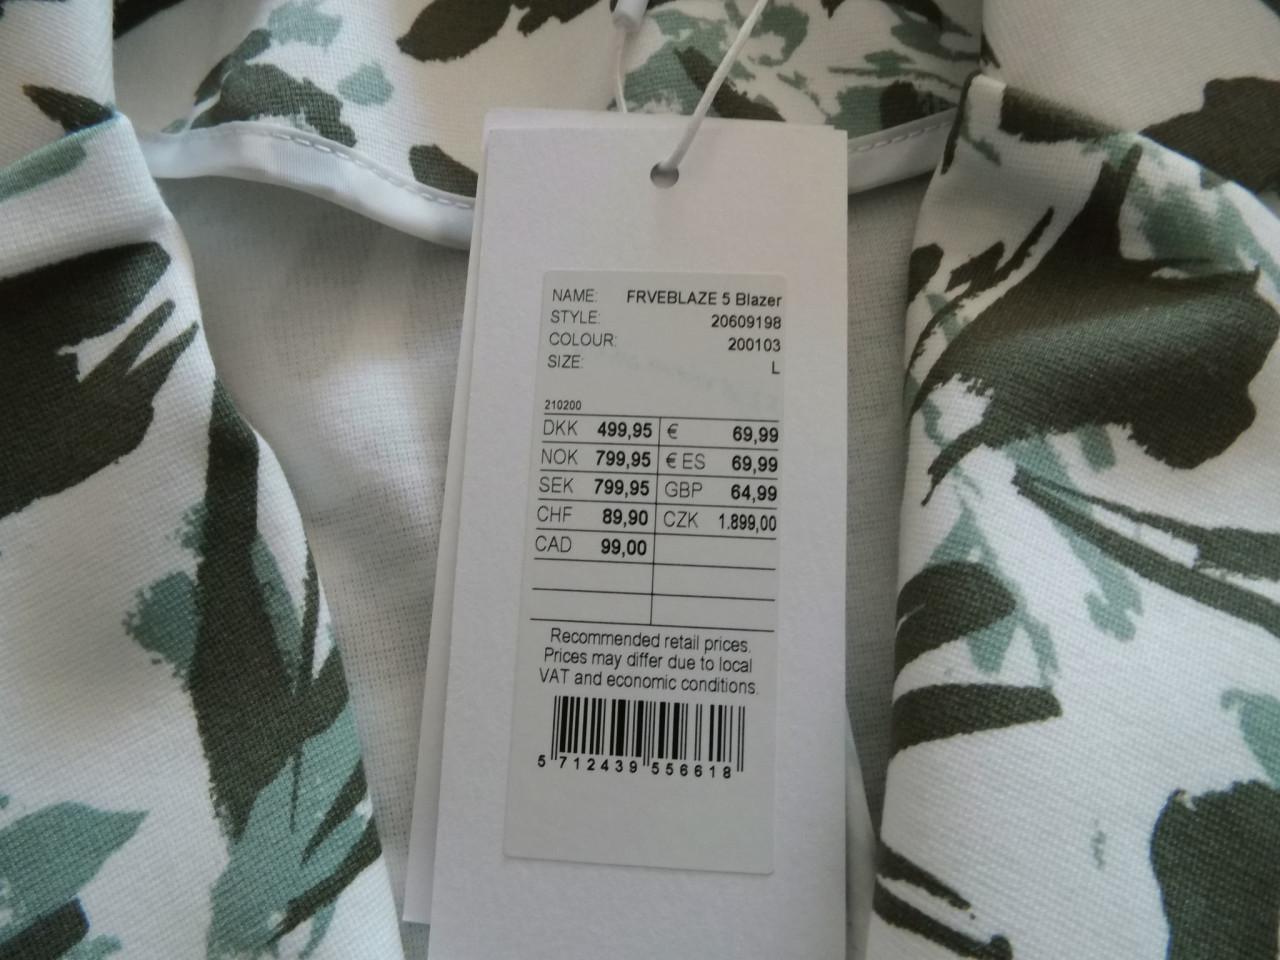 NAME: FRVEBLAZE 5 Blazer
STYLE: 20609198
COLOUR: 200103
SIZE: L
210200
DKK 499,95 € 69,99
NOK 799,95 € ES 69,99
SEK 799,95 GBP 64,99
CHF 89,90 CZK 1.899,00
CAD 99,00
Recommended retail prices.
Prices may differ due to local
VAT and economic conditions.
5 712439 556618